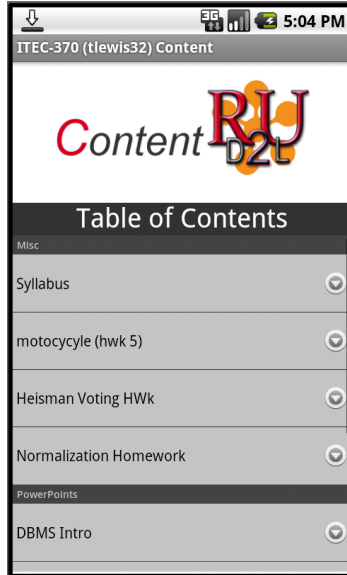 3G 5:04 PM
ITEC-370 (tlewis32) Content
Content RU
D2L
Table of Contents
Misc
Syllabus
motocycyle (hwk 5)
Heisman Voting HWk
Normalization Homework
PowerPoints
DBMS Intro